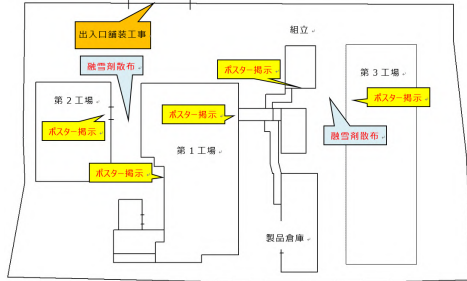 出入口舗装工事
組立
融雪剤散布
ポスター掲示
第３工場
第２工場
ポスター掲示
ポスター掲示
ポスター掲示
融雪剤散布
第１工場
ポスター掲示
製品倉庫